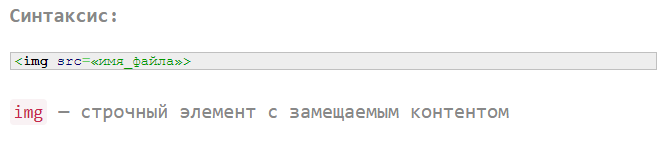 Синтаксис:
<img src=«имя_файла»>
img — строчный элемент с замещаемым контентом